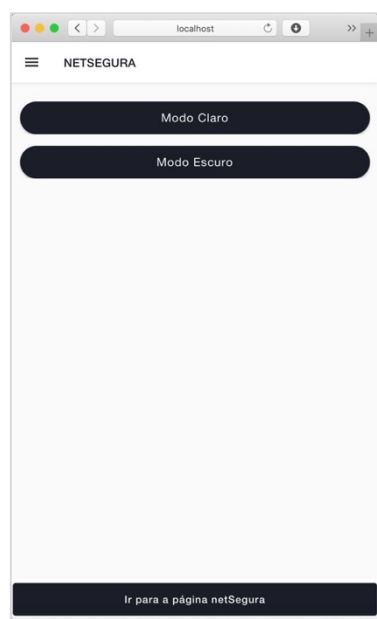 localhost
NETSEGURA
Modo Claro
Modo Escuro
Ir para a página netSegura